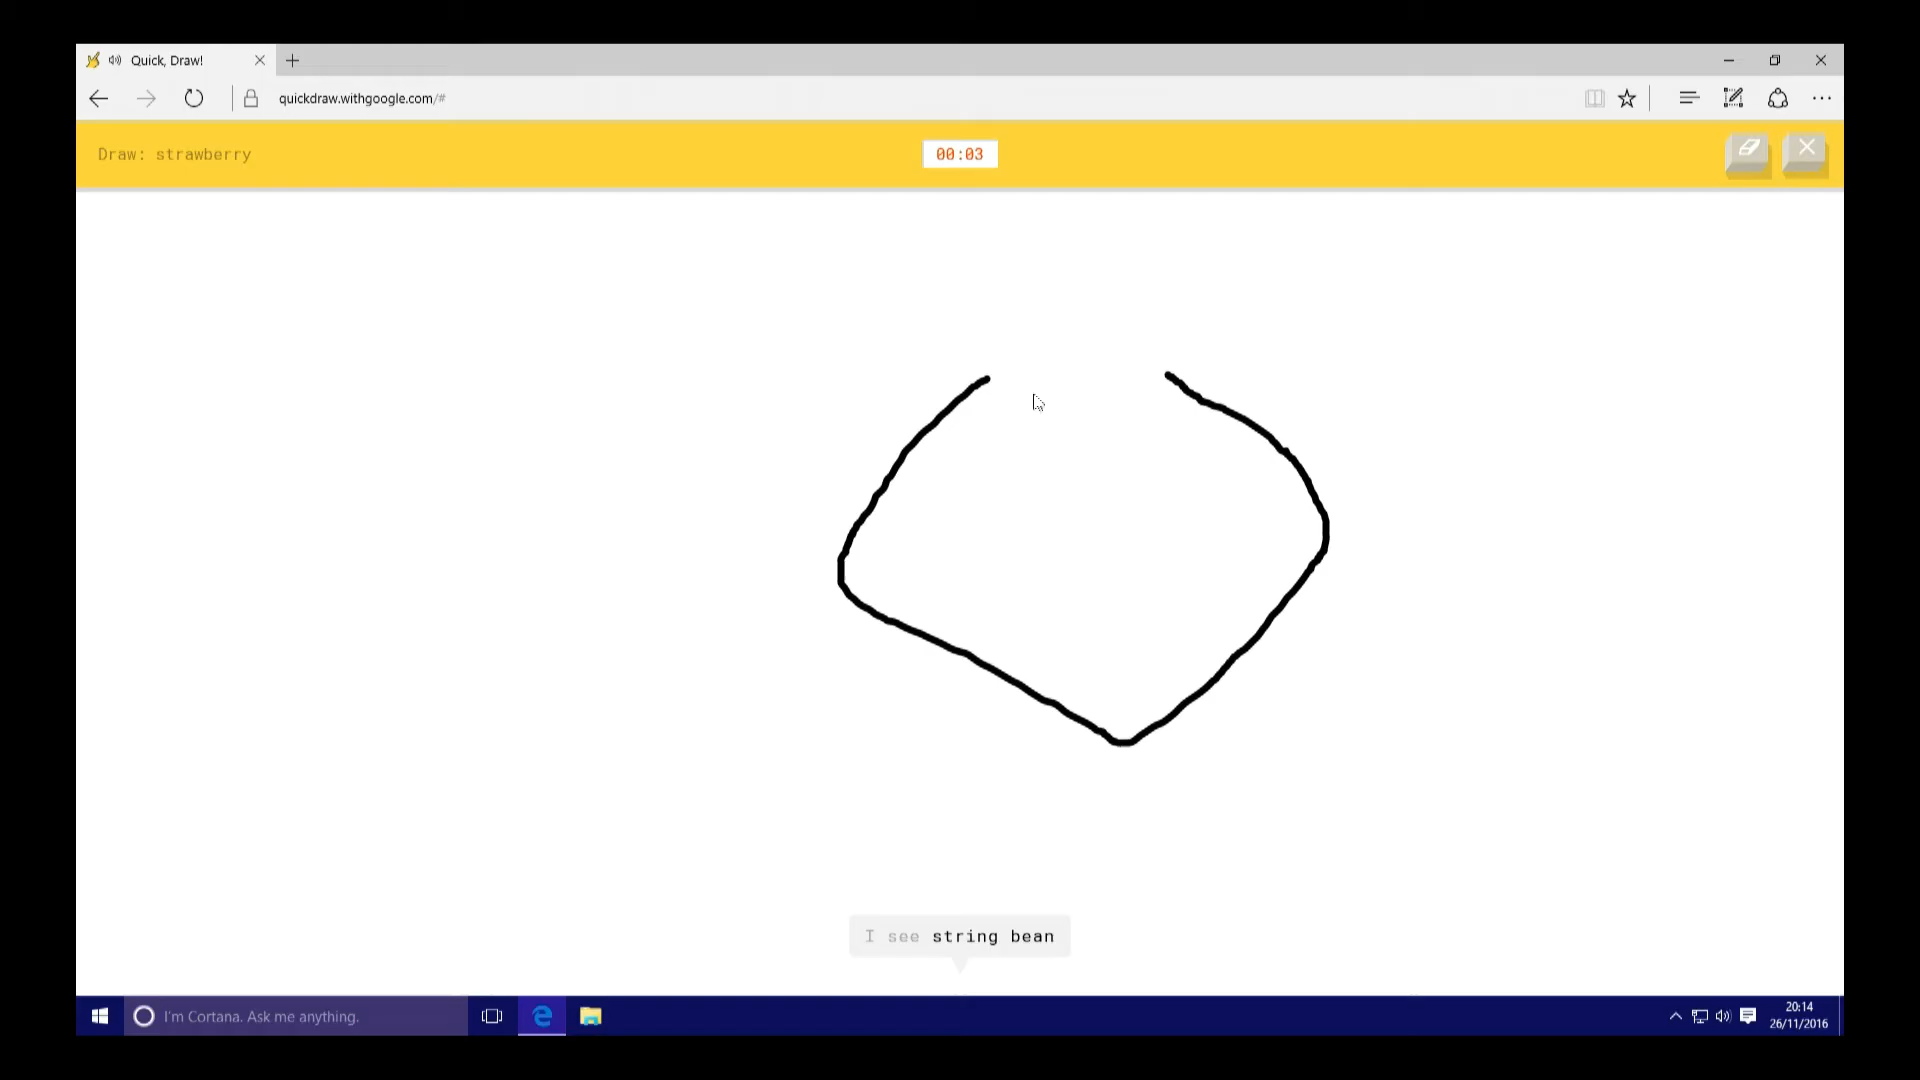 Quick, Draw!
quickdraw.withgoogle.com/#
Draw: strawberry
00:03
I see string bean
I'm Cortana. Ask me anything.
20:14
26/11/2016